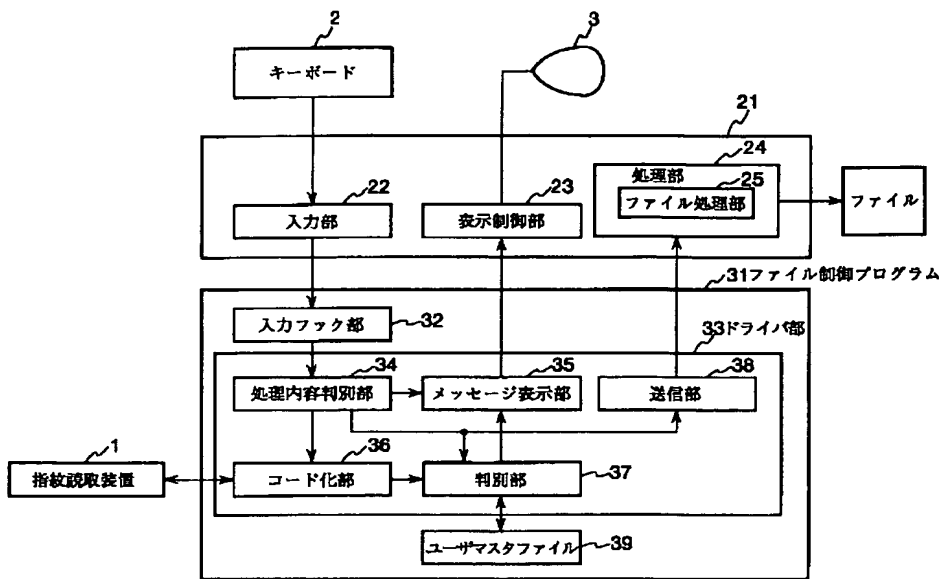 2
キーボード
3
21
22
入力部
23
表示制御部
24
処理部
25
ファイル処理部
ファイル
31ファイル制御プログラム
入力フック部
32
33ドライバ部
34
処理内容判別部
35
メッセージ表示部
38
送信部
1
指紋読取装置
36
コード化部
判別部
37
ユーザマスタファイル
39